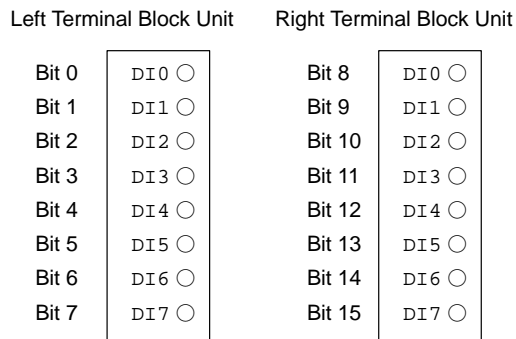 Left Terminal Block Unit Right Terminal Block Unit
Bit 0 DI0 Bit 8 DI0
Bit 1 DI1 Bit 9 DI1
Bit 2 DI2 Bit 10 DI2
Bit 3 DI3 Bit 11 DI3
Bit 4 DI4 Bit 12 DI4
Bit 5 DI5 Bit 13 DI5
Bit 6 DI6 Bit 14 DI6
Bit 7 DI7 Bit 15 DI7